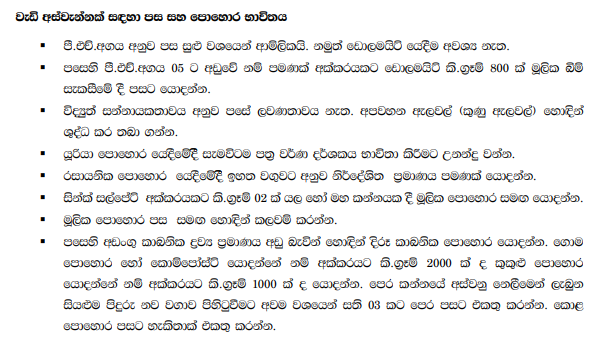 වැඩි අස්වැන්නක් සඳහා පස සහ පොහොර භාවිතය
▪ පී.එච්.අගය අනුව පස සුළු වශයෙන් ආම්ලිකයි. නමුත් ඩොලමයිට් යෙදීම අවශ්‍ය නැත.
▪ පසෙහි පී.එච්.අගය 05 ට අඩුවේ නම් පමණක් අක්කරයකට ඩොලමයිට් කි.ග්‍රෑම් 800 ක් මූලික බිම්
සැකසීමේ දී පසට යොදන්න.
▪ විද්‍යුත් සන්නායකතාවය අනුව පසේ ලවණතාවය නැත. අපවහන ඇලවල් (කුණු ඇලවල්) හොඳින්
ශුද්ධ කර තබා ගන්න.
▪ යූරියා පොහොර යෙදීමේදී සැමවිටම පත්‍ර වර්ණ දර්ශකය භාවිතා කිරීමට උනන්දු වන්න.
▪ රසායනික පොහොර යෙදීමේදී ඉහත වගුවට අනුව නිර්දේශිත ප්‍රමාණය පමණක් යොදන්න.
▪ සින්ක් සල්පේට් අක්කරයකට කි.ග්‍රෑම් 02 ක් යල හෝ මහ කන්නයක දී මූලික පොහොර සමඟ යොදන්න.
▪ මූලික පොහොර පස සමඟ හොඳින් කලවම් කරන්න.
▪ පසෙහි අඩංගු කාබනික ද්‍රව්‍ය ප්‍රමාණය අඩු බැවින් හොඳින් දිරූ කාබනික පොහොර යොදන්න. ගොම
පොහොර හෝ කොම්පෝස්ට් යොදන්නේ නම් අක්කරයට කි.ග්‍රෑම් 2000 ක් ද කුකුළු පොහොර
යොදන්නේ නම් අක්කරයට කි.ග්‍රෑම් 1000 ක් ද යොදන්න. පෙර කන්නයේ අස්වනු නෙලීමෙන් ලැබුන
සියළුම පිදුරු නව වගාව පිහිටුවීමට අවම වශයෙන් සති 03 කට පෙර පසට එකතු කරන්න. කොළ
පොහොර පසට හැකිතාක් එකතු කරන්න.